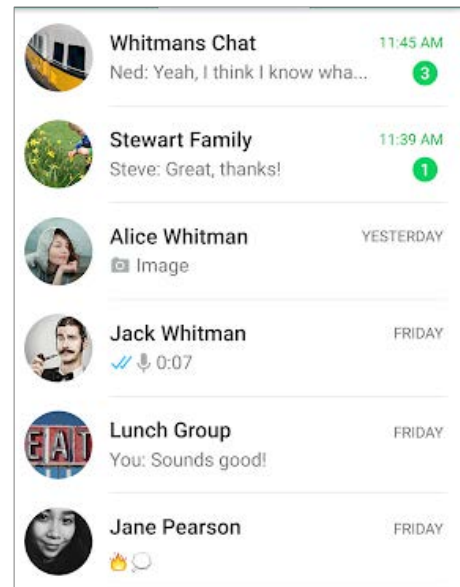 Whitmans Chat 11:45 AM
Ned: Yeah, I think I know wha... 3
Stewart Family 11:39 AM
Steve: Great, thanks! 1
Alice Whitman YESTERDAY
Image
Jack Whitman FRIDAY
0:07
Lunch Group FRIDAY
EAT
You: Sounds good!
Jane Pearson FRIDAY
🔥💭